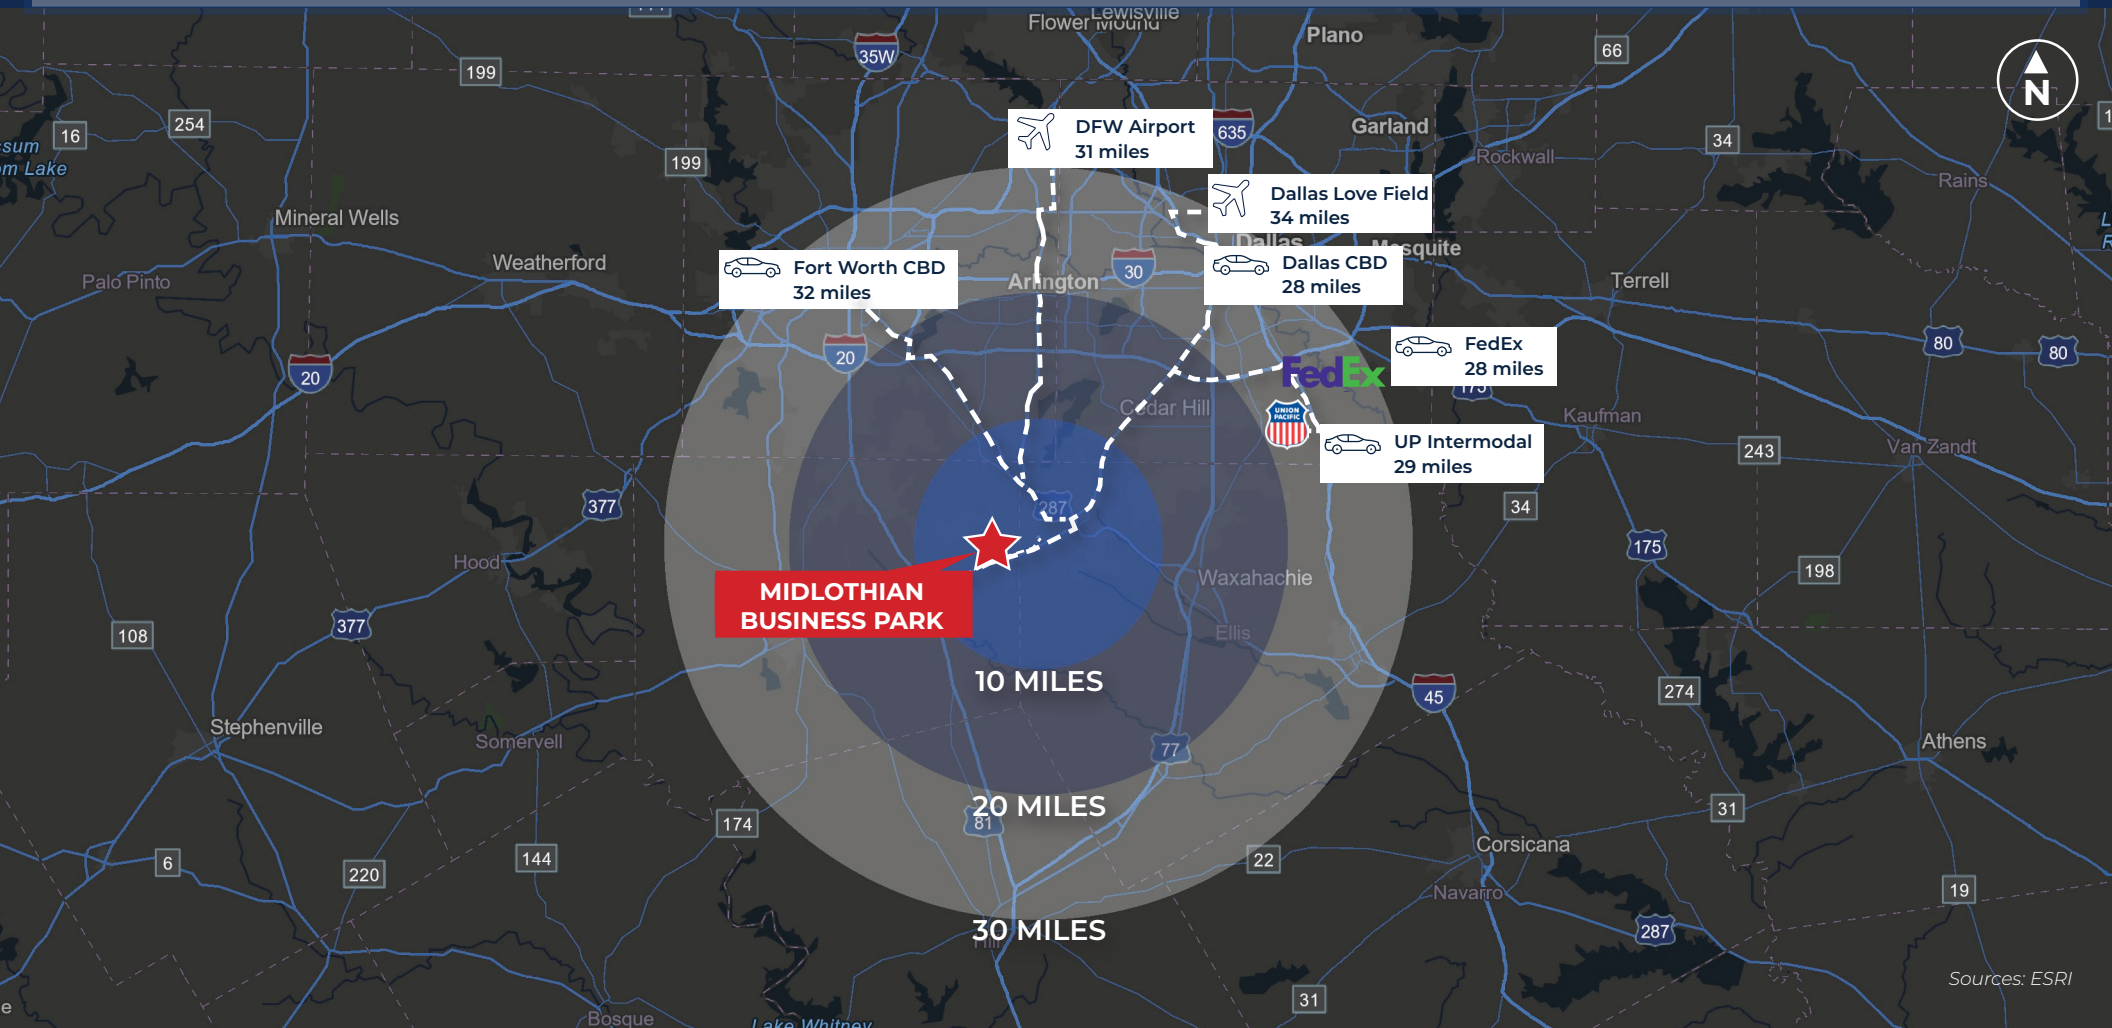 Lewisville
Flower Mound
Plano
35W
66
199
N
254
16
DFW Airport
31 miles
635
Garland
34
199
Rockwall
om Lake
Rains
Dallas Love Field
34 miles
Mineral Wells
Dallas
Mesquite
Weatherford
Fort Worth CBD
32 miles
30
Dallas CBD
28 miles
Palo Pinto
Arlington
Terrell
FedEx
28 miles
80
80
20
20
FedEx
175
Cedar Hill
UNION
PACIFIC
Kaufman
UP Intermodal
29 miles
243
Van Zandt
377
287
34
175
Hood
198
Waxahachie
MIDLOTHIAN
BUSINESS PARK
377
108
Ellis
10 MILES
45
274
Stephenville
Somervell
77
Athens
20 MILES
81
174
31
Corsicana
6
220
144
22
Navarro
19
30 MILES
Hill
287
Sources: ESRI
31
Bosque
Lake Whitney